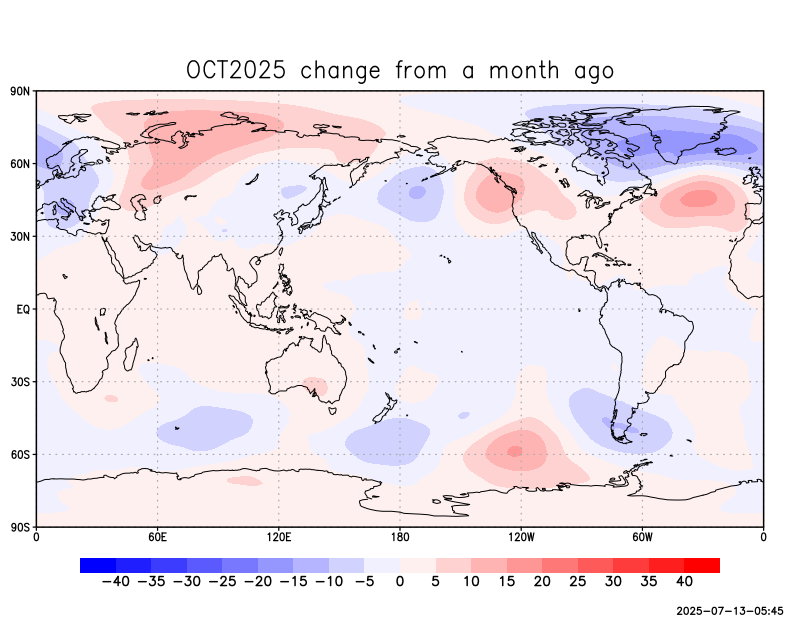 OCT2025 change from a month ago
90N
60N
30N
EQ
30S
60S
90S
0 60E 120E 180 120W 60W 0
−40 −35 −30 −25 −20 −15 −10 −5 0 5 10 15 20 25 30 35 40
2025-07-13-05:45